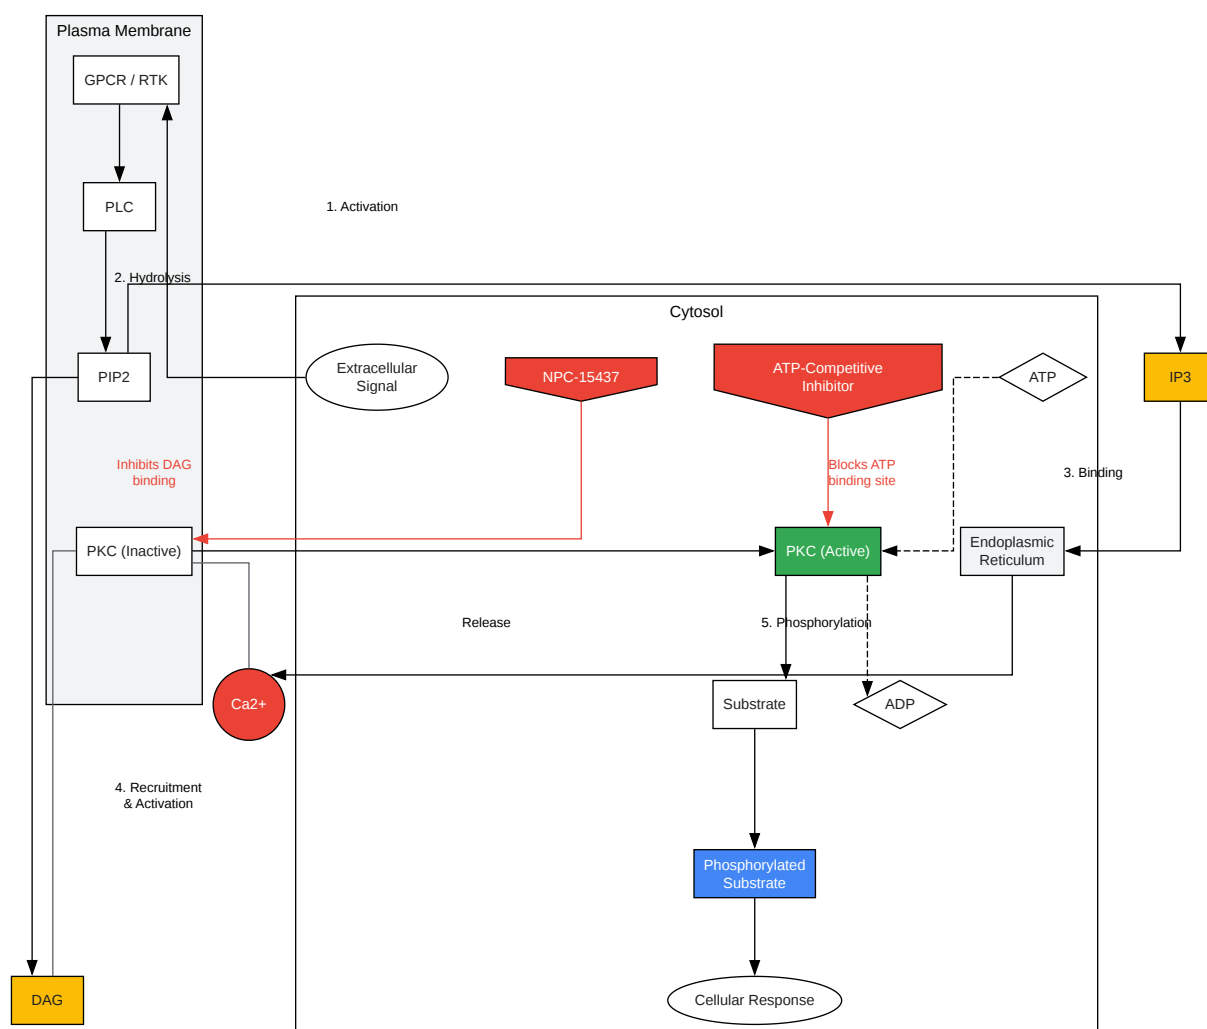 Plasma Membrane
GPCR / RTK
PLC
1. Activation
2. Hydrolysis
Cytosol
PIP2
Extracellular
Signal
NPC-15437
ATP-Competitive
Inhibitor
ATP
IP3
Inhibits DAG
binding
Blocks ATP
binding site
3. Binding
PKC (Inactive)
PKC (Active)
Endoplasmic
Reticulum
Release
5. Phosphorylation
Ca2+
Substrate
ADP
4. Recruitment
& Activation
Phosphorylated
Substrate
DAG
Cellular Response